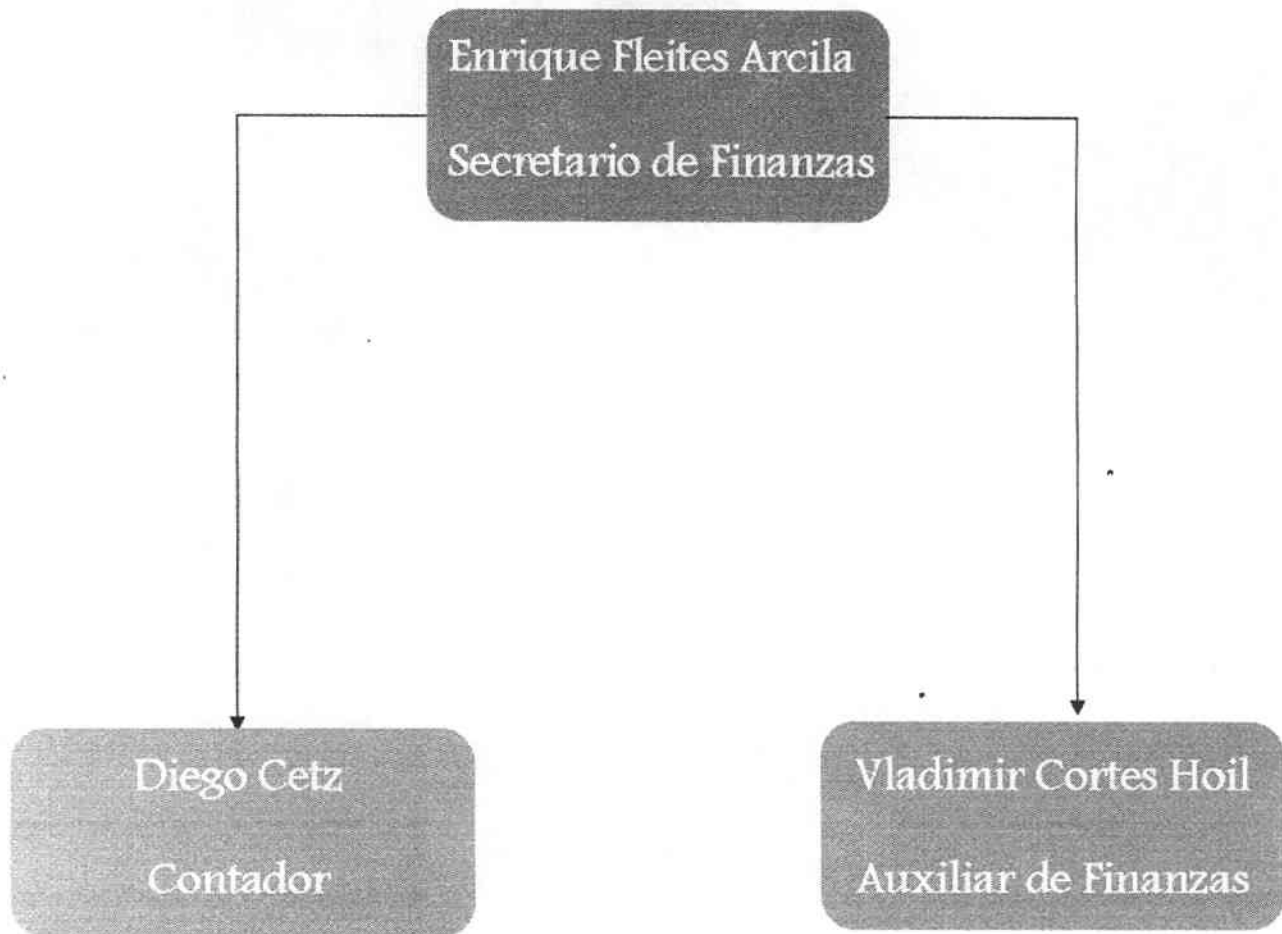 Enrique Fleites Arcila
Secretario de Finanzas
Diego Cetz
Contador
Vladimir Cortes Hoil
Auxiliar de Finanzas